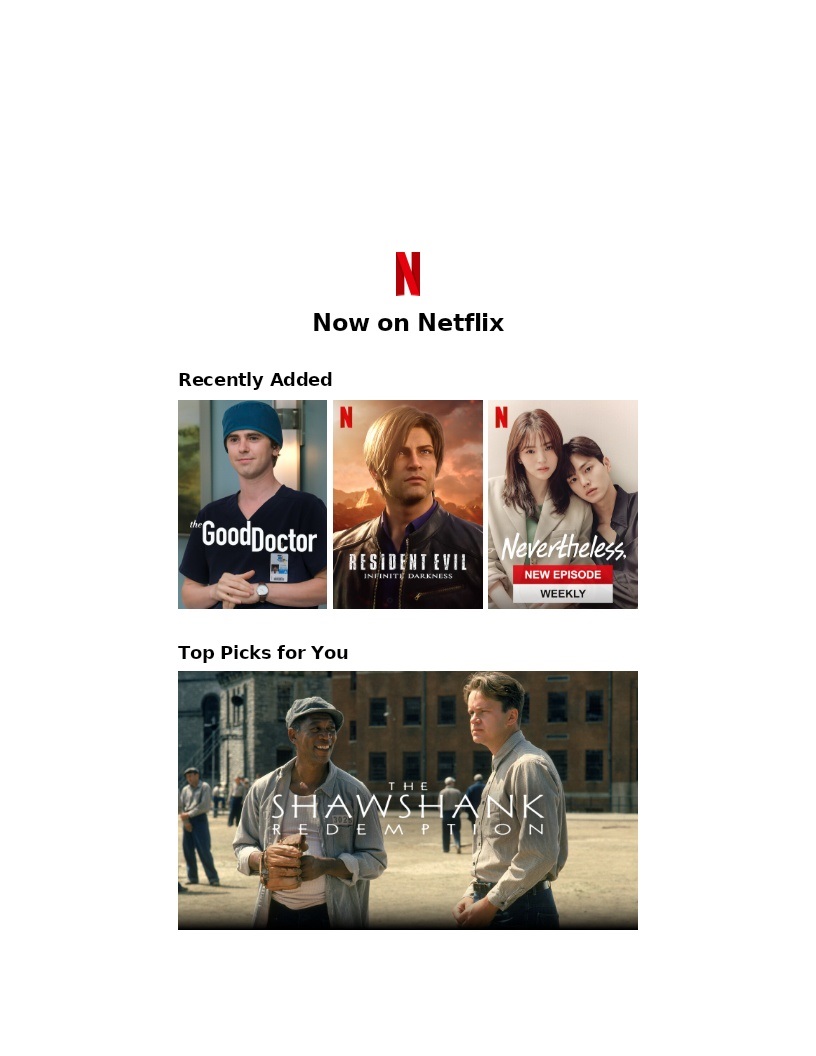 N
Now on Netflix
Recently Added
the
Good Doctor
N
RESIDENT EVIL
INFINITE DARKNESS
N
Nevertheless,
NEW EPISODE
WEEKLY
Top Picks for You
THE
SHAWSHANK
REDEMPTION